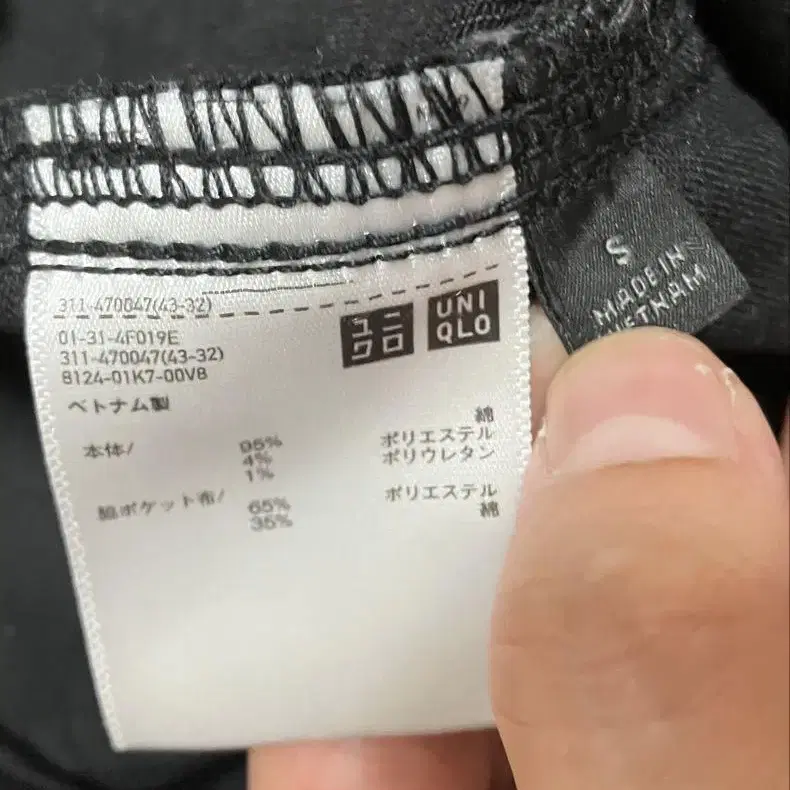 311-470047(43-32)
ユニ
クロ
UNI
QLO
01-31-4F019E
311-470047(43-32)
8124-01K7-00V8
ベトナム製
本体/ 95% 綿
4% ポリエステル
1% ポリウレタン
脇ポケット布/ 65% ポリエステル
35% 綿
S
MADE IN
VIETNAM